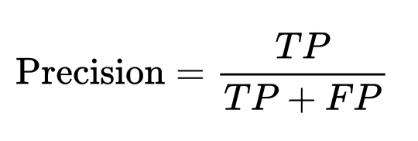 Precision = TP / (TP + FP)